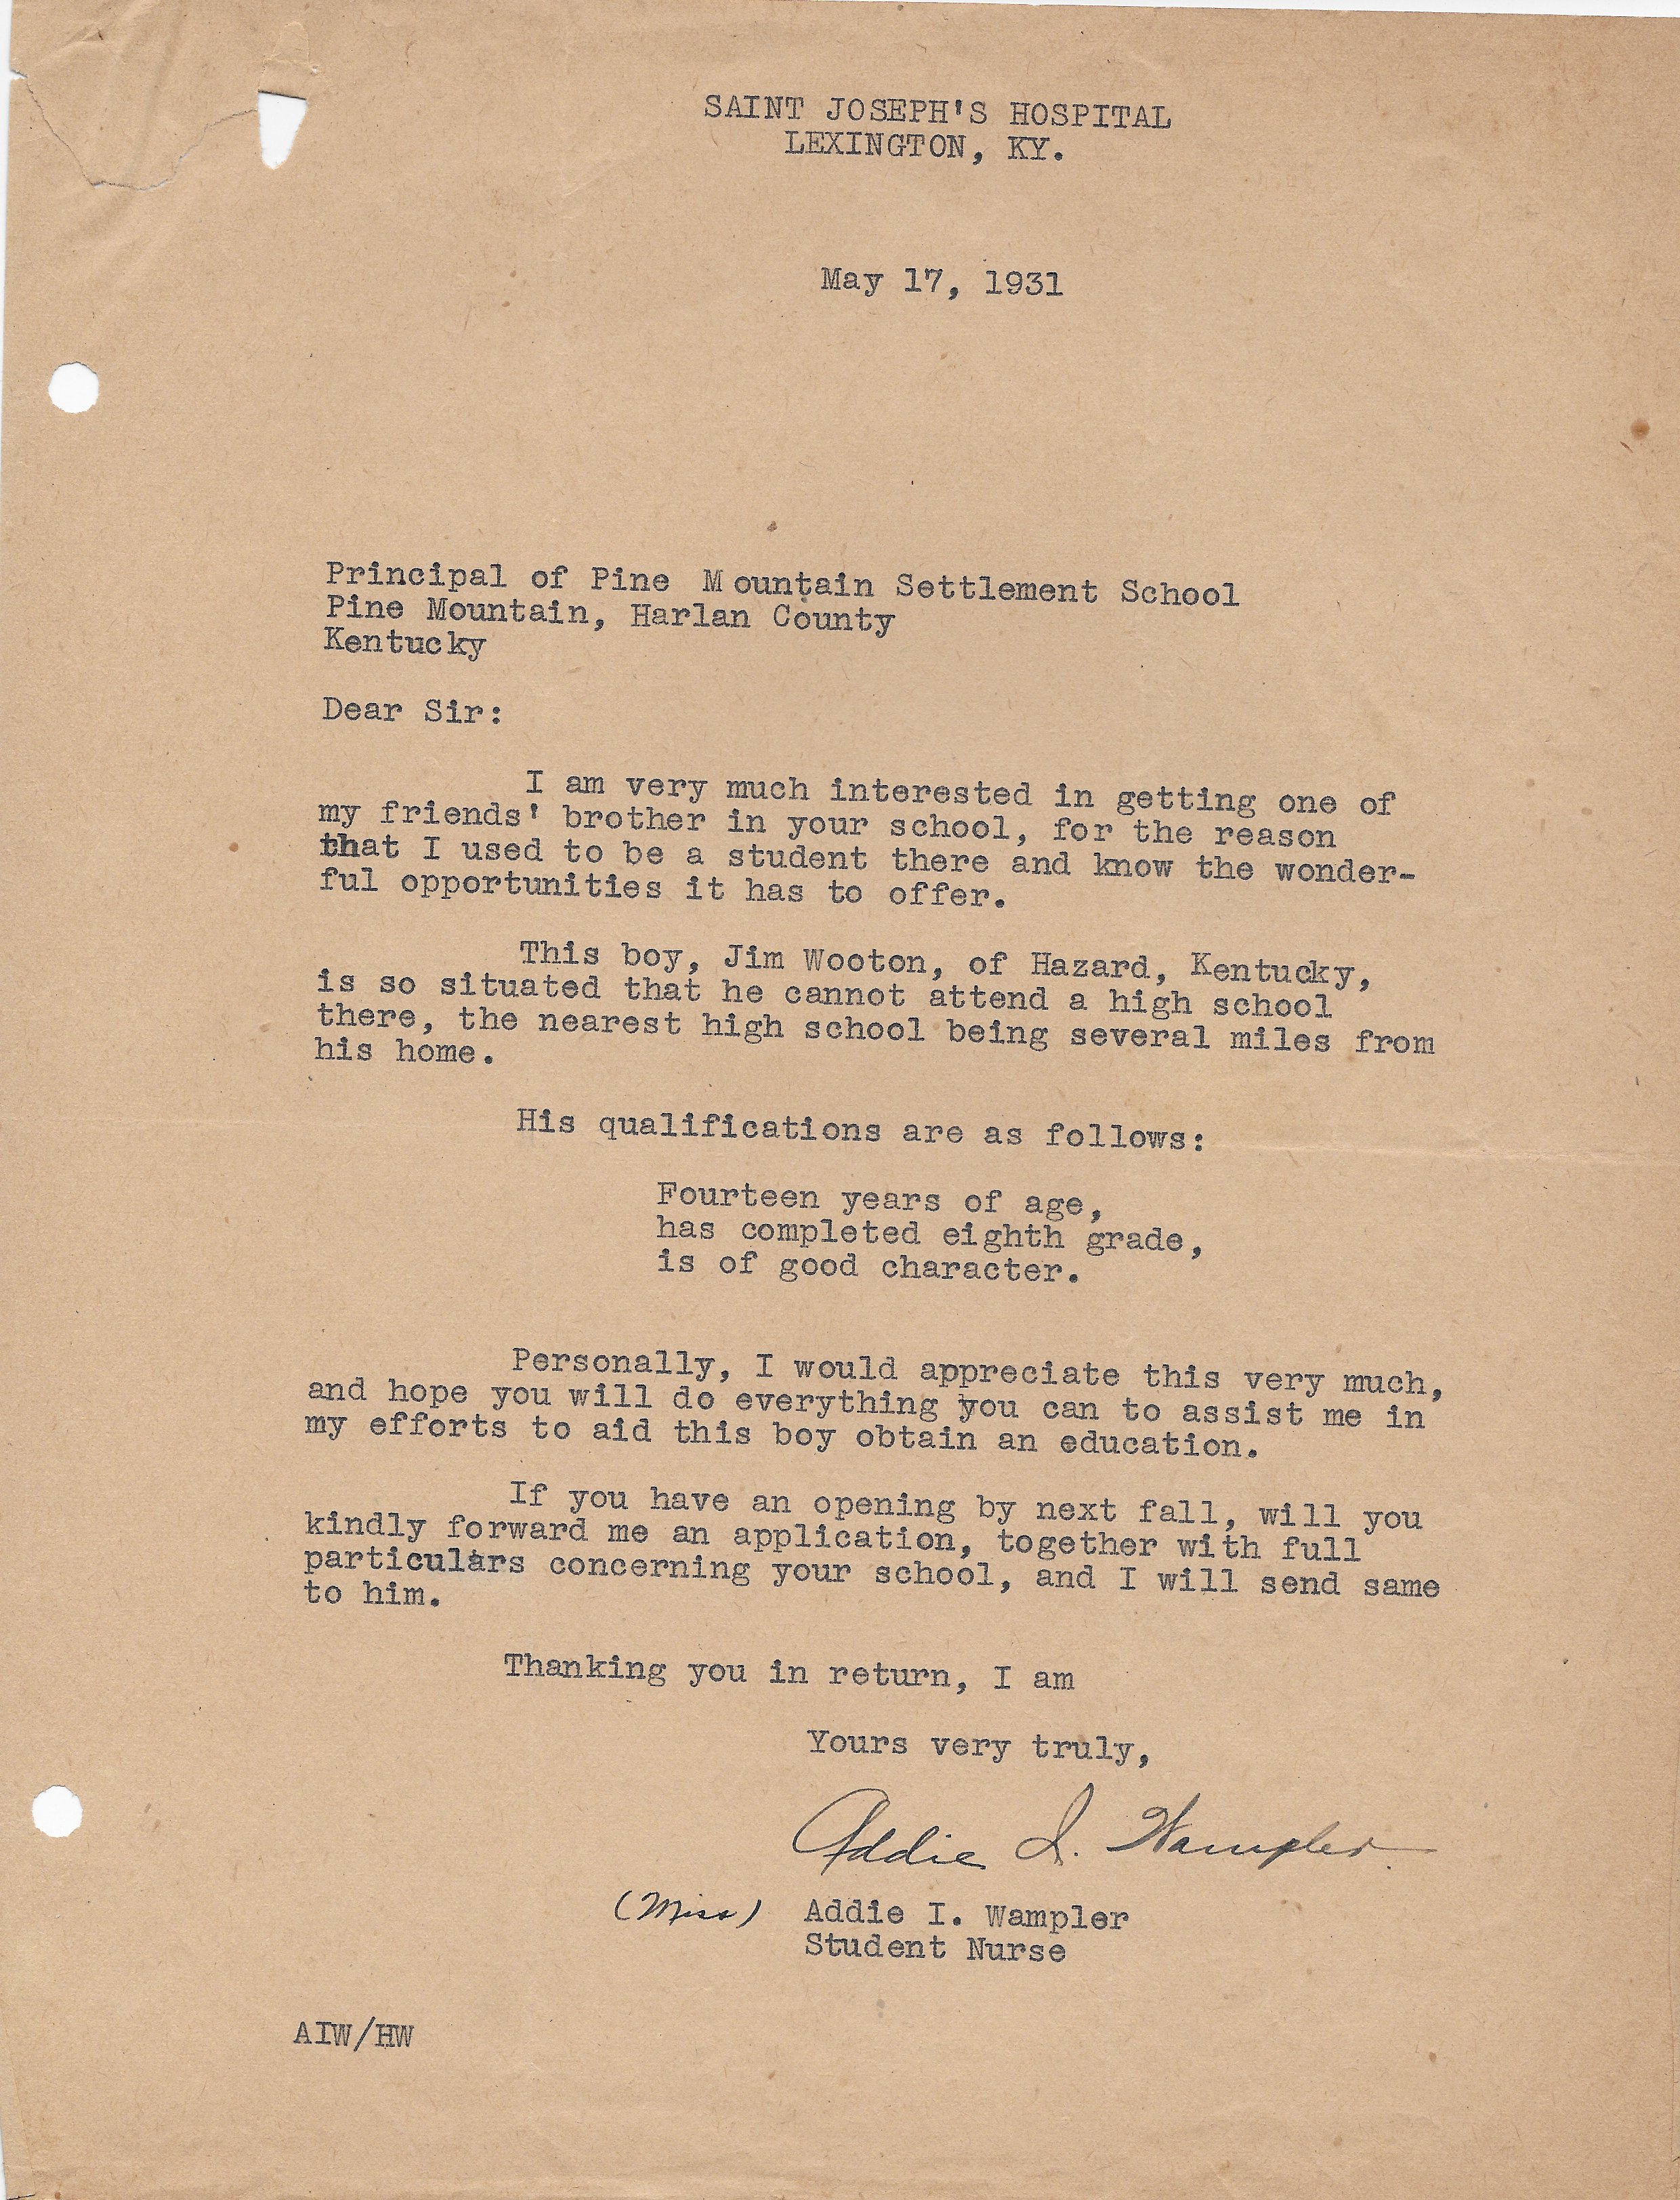 SAINT JOSEPH'S HOSPITAL
LEXINGTON, KY.
May 17, 1931
Principal of Pine Mountain Settlement School
Pine Mountain, Harlan County
Kentucky
Dear Sir:
I am very much interested in getting one of
my friends' brother in your school, for the reason
that I used to be a student there and know the wonder-
ful opportunities it has to offer.
This boy, Jim Wooton, of Hazard, Kentucky,
is so situated that he cannot attend a high school
there, the nearest high school being several miles from
his home.
His qualifications are as follows:
Fourteen years of age,
has completed eighth grade,
is of good character.
Personally, I would appreciate this very much,
and hope you will do everything you can to assist me in
my efforts to aid this boy obtain an education.
If you have an opening by next fall, will you
kindly forward me an application, together with full
particulars concerning your school, and I will send same
to him.
Thanking you in return, I am
Yours very truly,
Addie I. Wampler
(Miss) Addie I. Wampler
Student Nurse
AIW/HW